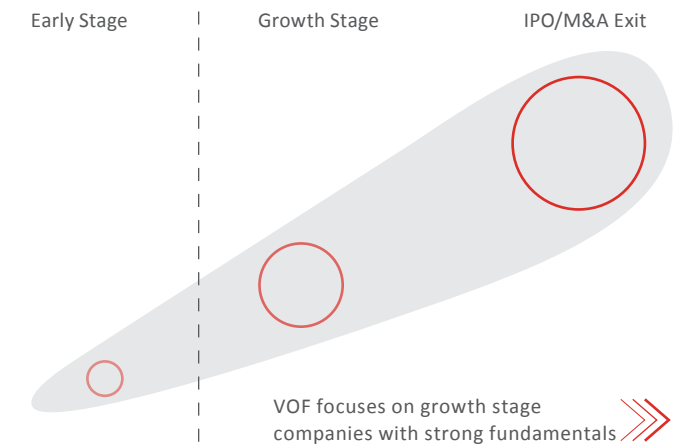 Early Stage
Growth Stage
IPO/M&A Exit
VOF focuses on growth stage
companies with strong fundamentals